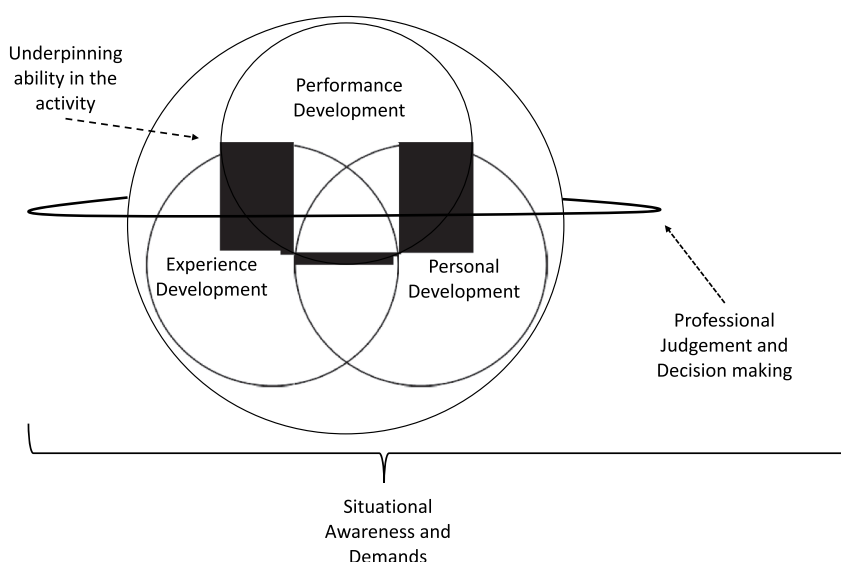 Underpinning
ability in the
activity
Performance
Development
Experience
Development
Personal
Development
Professional
Judgement and
Decision making
Situational
Awareness and
Demands